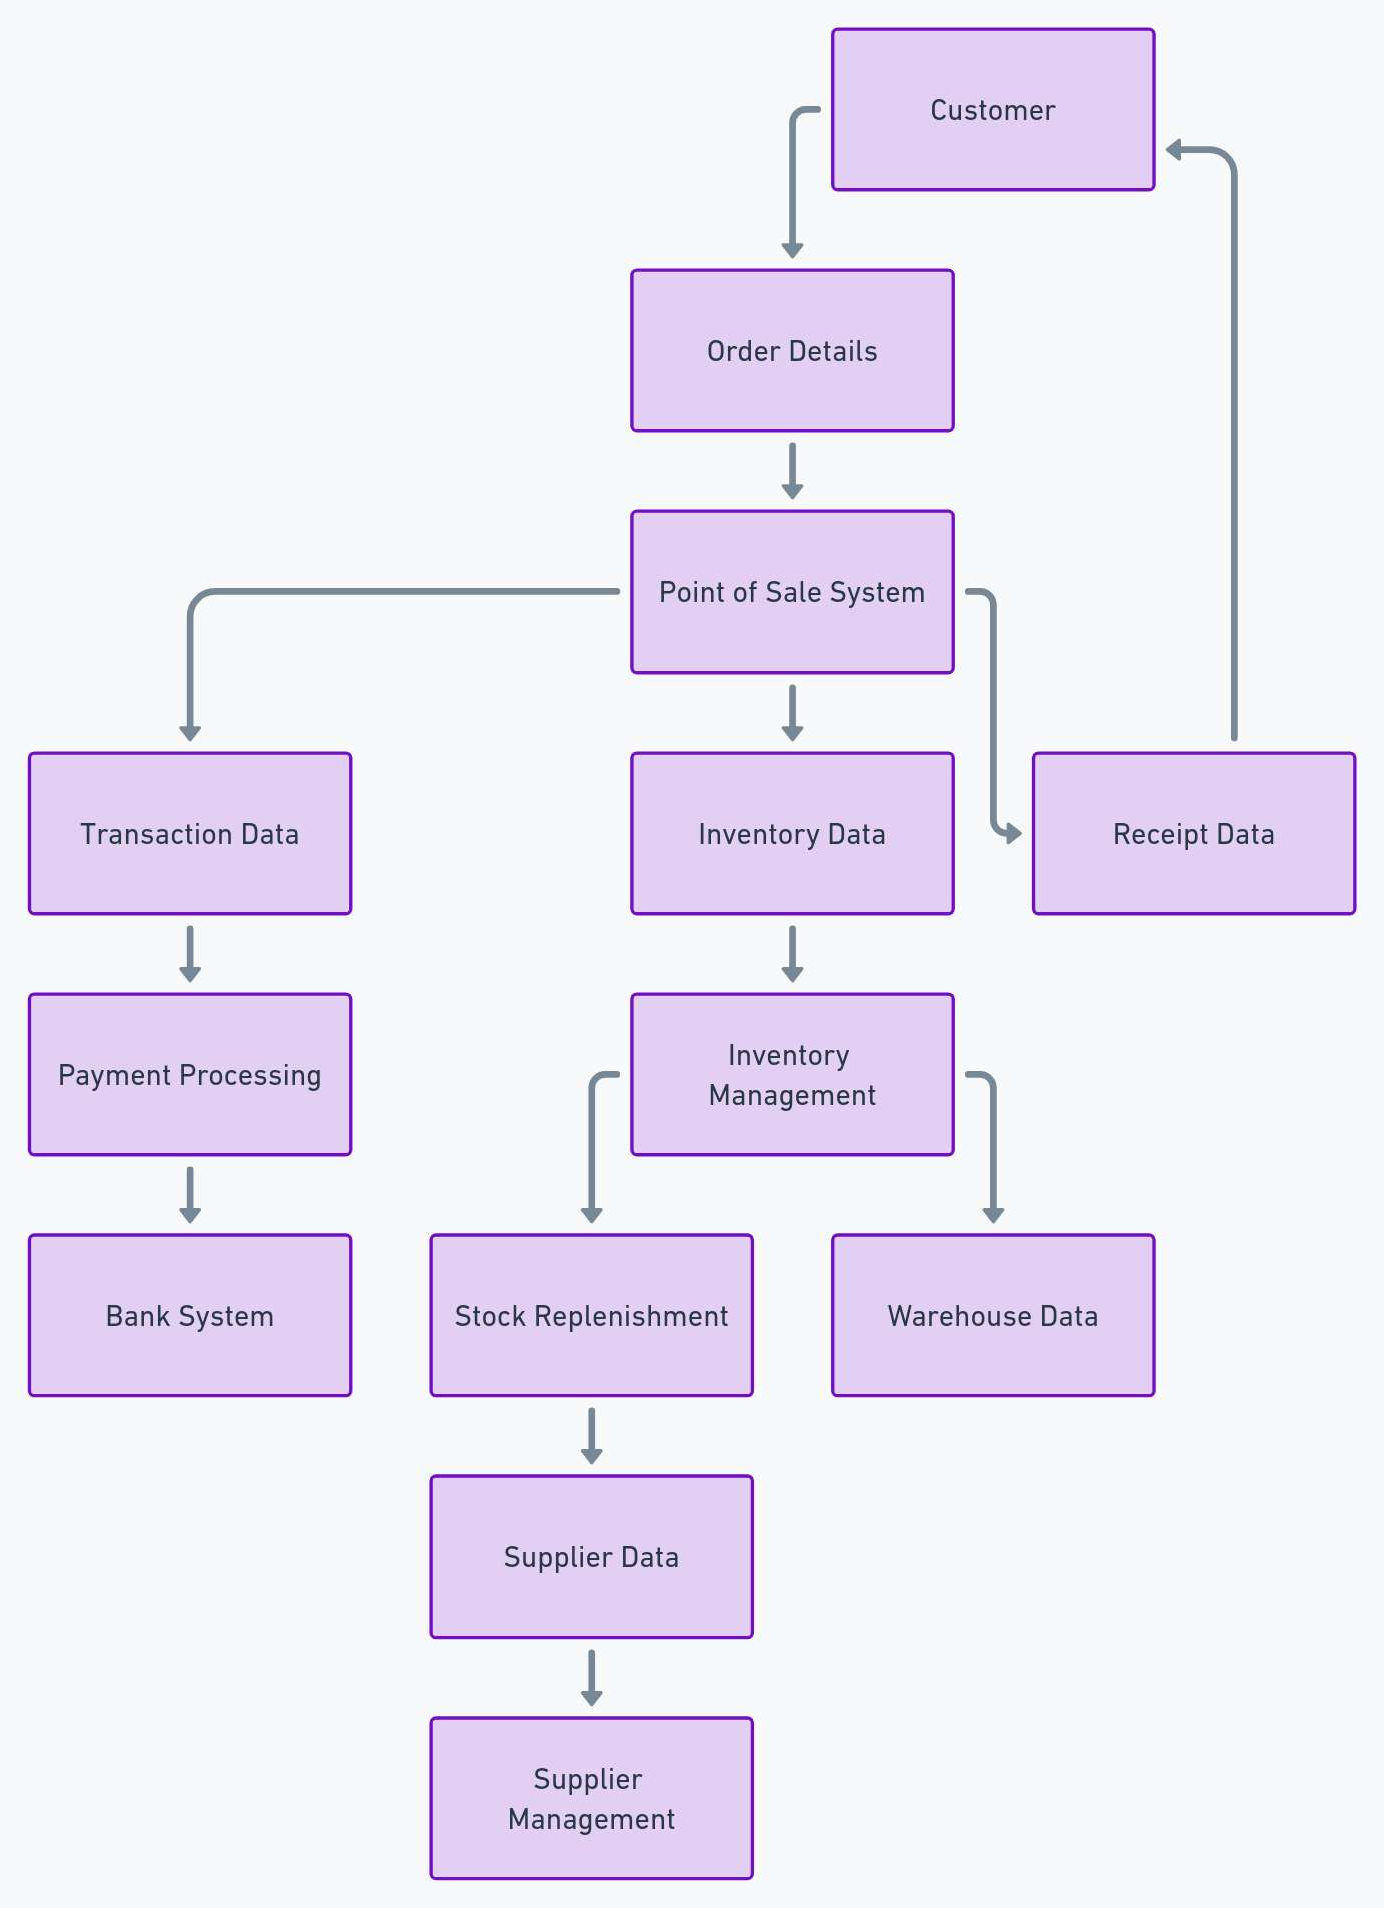 Customer
Order Details
Point of Sale System
Transaction Data
Inventory Data
Receipt Data
Payment Processing
Inventory
Management
Bank System
Stock Replenishment
Warehouse Data
Supplier Data
Supplier
Management